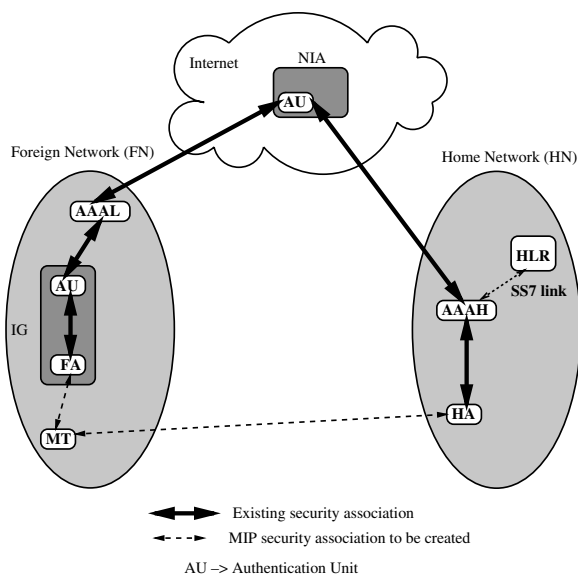 Internet
NIA
AU
Foreign Network (FN)
Home Network (HN)
AAAL
HLR
AU
SS7 link
AAAH
IG
FA
HA
MT
Existing security association
MIP security association to be created
AU –> Authentication Unit